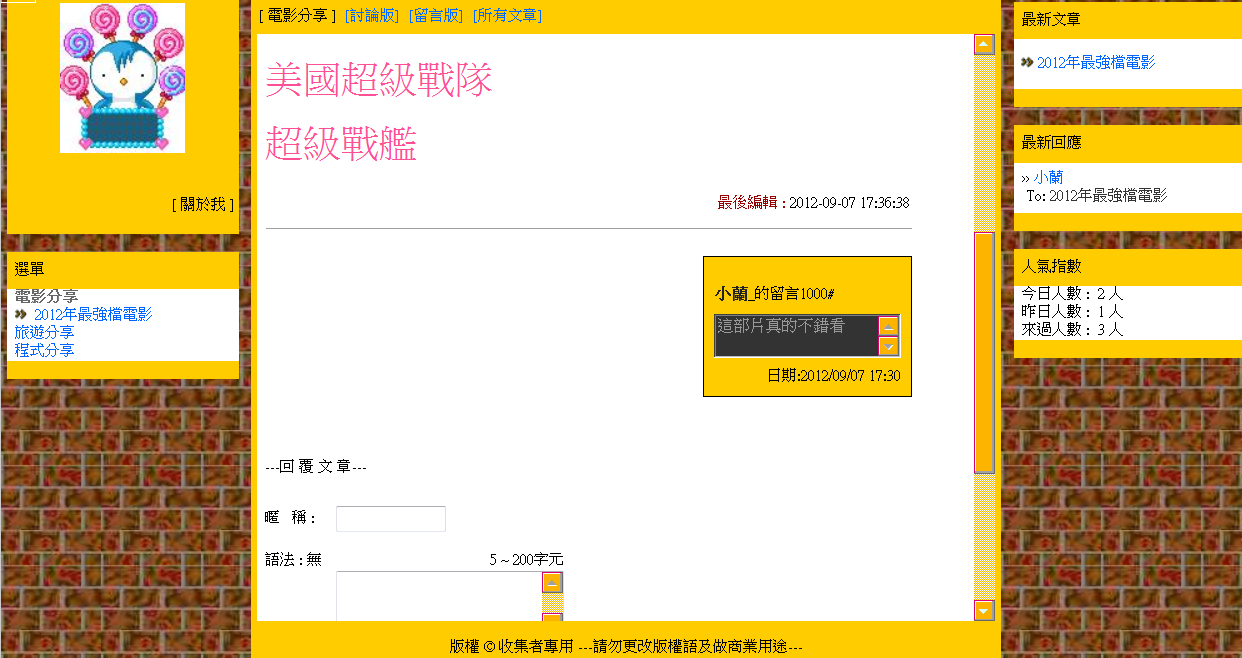 [ 關於我 ]
選單
電影分享
2012年最強檔電影
旅遊分享
程式分享
[ 電影分享 ] [討論版] [留言版] [所有文章]
美國超級戰隊
超級戰艦
最後編輯 : 2012-09-07 17:36:38
小蘭_的留言1000#
這部片真的不錯看
日期:2012/09/07 17:30
---回 覆 文 章---
暱 稱 :
語法 : 無 5 ~ 200字元
版權 © 收集者專用 ---請勿更改版權語及做商業用途---
最新文章
2012年最強檔電影
最新回應
» 小蘭
To: 2012年最強檔電影
人氣指數
今日人數 : 2 人
昨日人數 : 1 人
來過人數 : 3 人